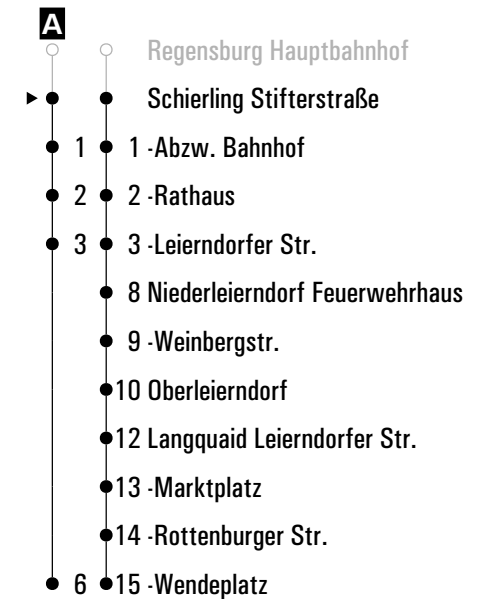 A
Regensburg Hauptbahnhof
Schierling Stifterstraße
1 1 -Abzw. Bahnhof
2 2 -Rathaus
3 3 -Leierndorfer Str.
8 Niederleierndorf Feuerwehrhaus
9 -Weinbergstr.
10 Oberleierndorf
12 Langquaid Leierndorfer Str.
13 -Marktplatz
14 -Rottenburger Str.
6 15 -Wendeplatz